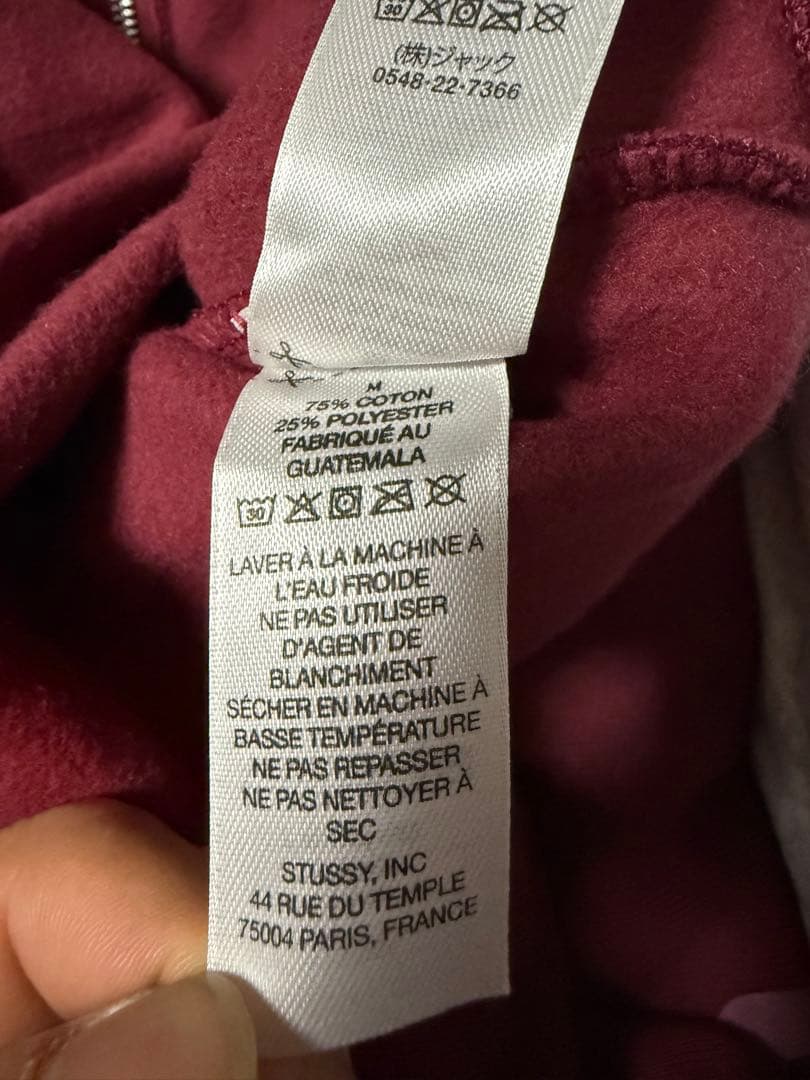 30
(株)ジャック
0548-22-7366
M
75% COTON
25% POLYESTER
FABRIQUÉ AU
GUATEMALA
30
LAVER À LA MACHINE À
L'EAU FROIDE
NE PAS UTILISER
D'AGENT DE
BLANCHIMENT
SÉCHER EN MACHINE À
BASSE TEMPÉRATURE
NE PAS REPASSER
NE PAS NETTOYER À
SEC
STUSSY, INC
44 RUE DU TEMPLE
75004 PARIS, FRANCE